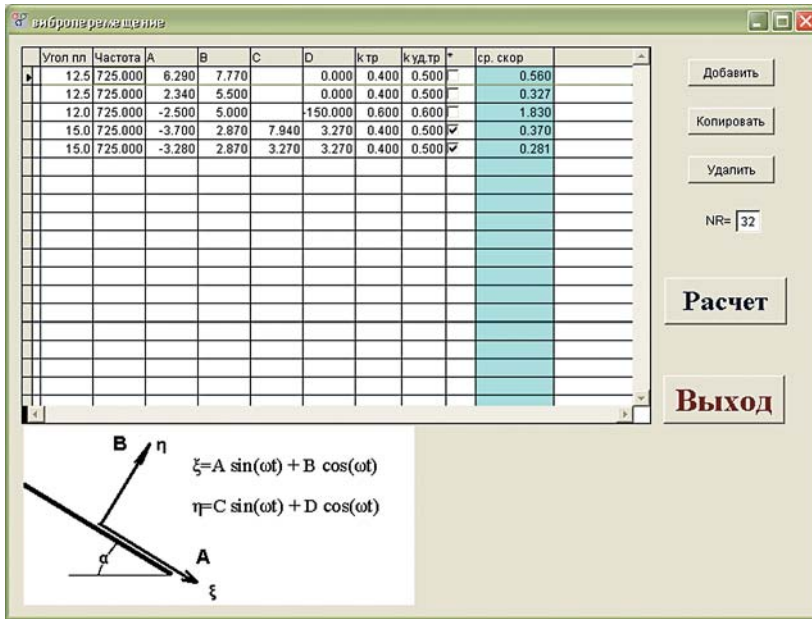 виброперемещение
Угол пл Частота A B C D k тр k уд.тр * ср. скор
12.5 725.000 6.290 7.770 0.000 0.400 0.500 0.560
12.5 725.000 2.340 5.500 0.000 0.400 0.500 0.327
12.0 725.000 -2.500 5.000 -150.000 0.600 0.600 1.830
15.0 725.000 -3.700 2.870 7.940 3.270 0.400 0.500 0.370
15.0 725.000 -3.280 2.870 3.270 3.270 0.400 0.500 0.281
Добавить
Копировать
Удалить
NR= 32
Расчет
Выход
B η
ξ=A sin(ωt) + B cos(ωt)
η=C sin(ωt) + D cos(ωt)
α
A
ξ